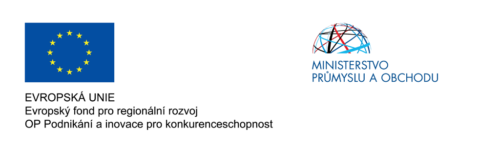 MINISTERSTVO
PRŮMYSLU A OBCHODU
EVROPSKÁ UNIE
Evropský fond pro regionální rozvoj
OP Podnikání a inovace pro konkurenceschopnost